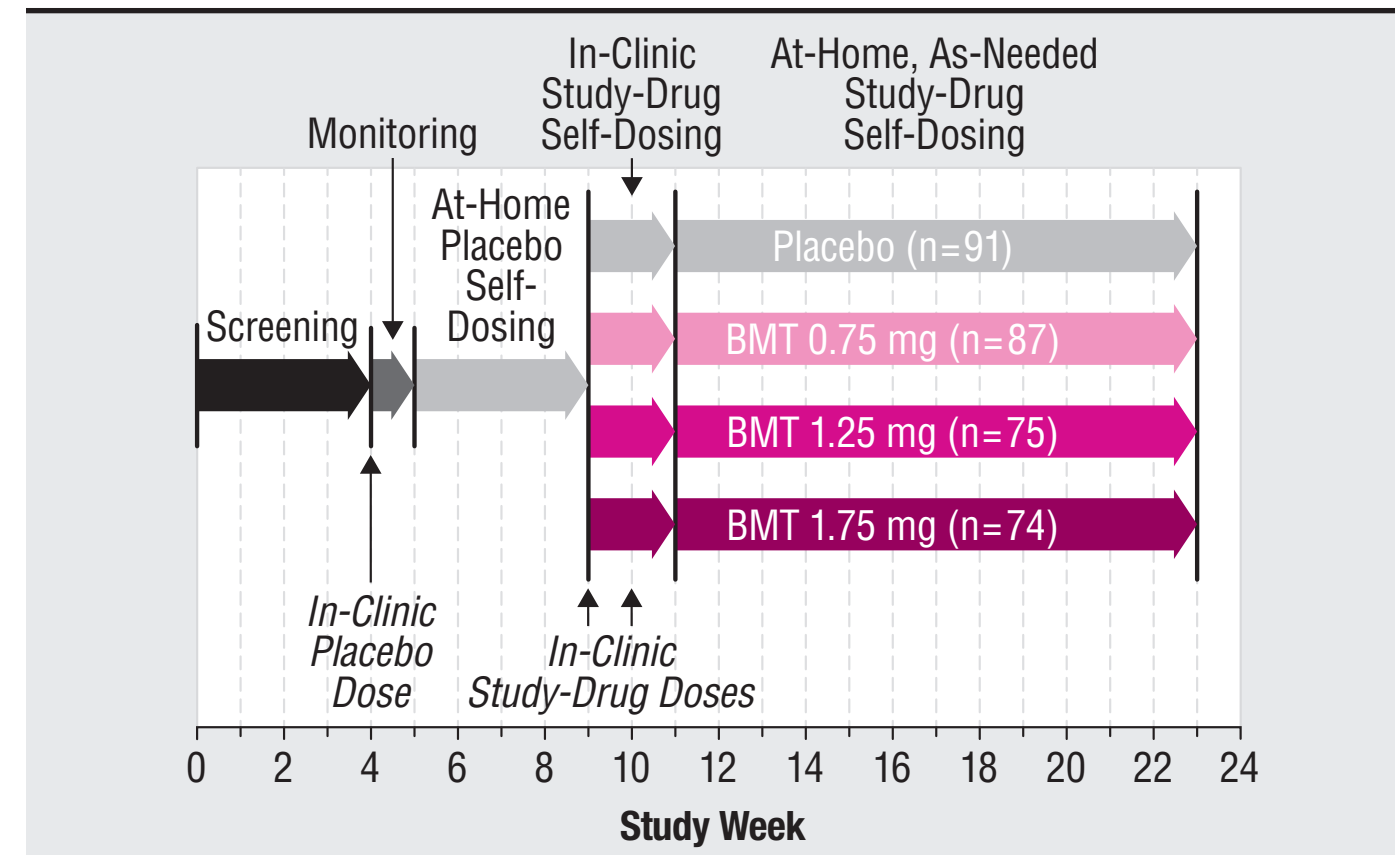 In-Clinic
Study-Drug
Self-Dosing
At-Home, As-Needed
Study-Drug
Self-Dosing
Monitoring
At-Home
Placebo
Self-
Dosing
Screening
Placebo (n=91)
BMT 0.75 mg (n=87)
BMT 1.25 mg (n=75)
BMT 1.75 mg (n=74)
In-Clinic
Placebo
Dose
In-Clinic
Study-Drug Doses
0 2 4 6 8 10 12 14 16 18 20 22 24
Study Week